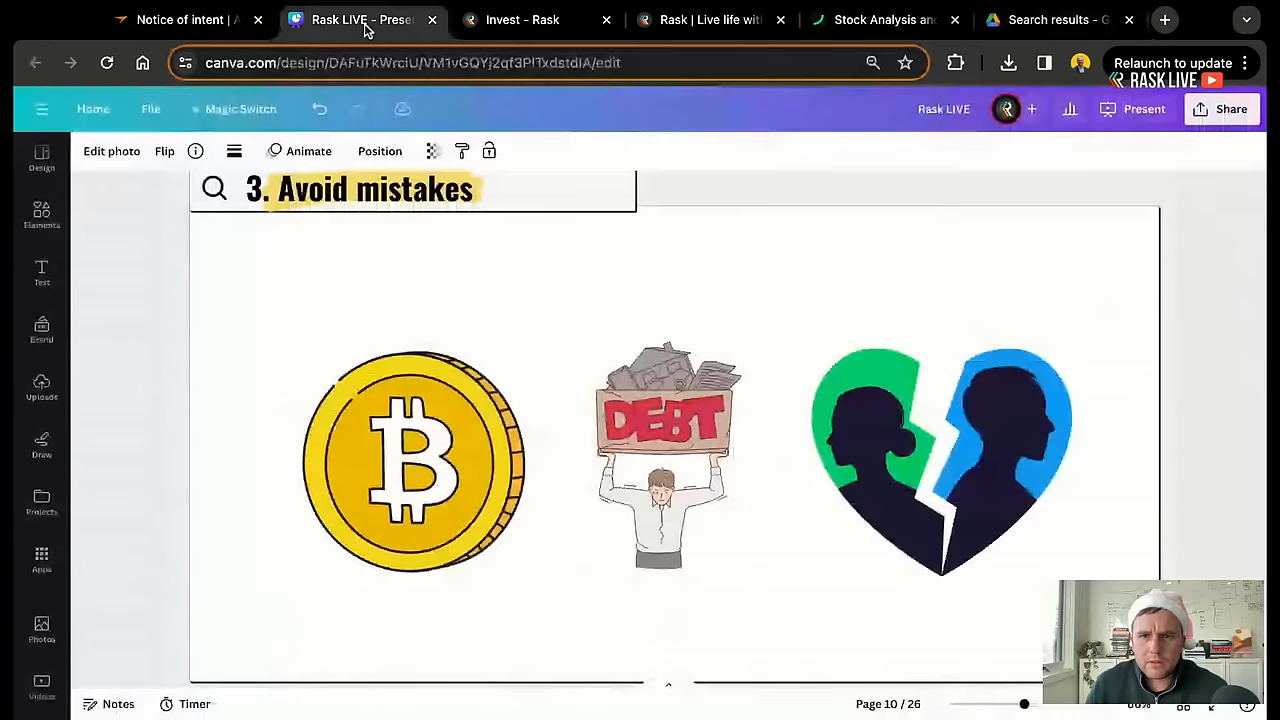 Notice of intent | A
Rask LIVE - Prese
Invest - Rask
Rask | Live life wit
Stock Analysis an
Search results - G
canva.com/design/DAFuTkWrciU/VM1vGQYj2qf3PITxdstdIA/edit
Relaunch to update
RASK LIVE
Home
File
Magic Switch
Rask LIVE
Present
Share
Edit photo
Flip
Animate
Position
Design
Elements
Text
Brand
Uploads
Draw
Projects
Apps
Photos
Videos
3. Avoid mistakes
DEBT
Notes
Timer
Page 10 / 26